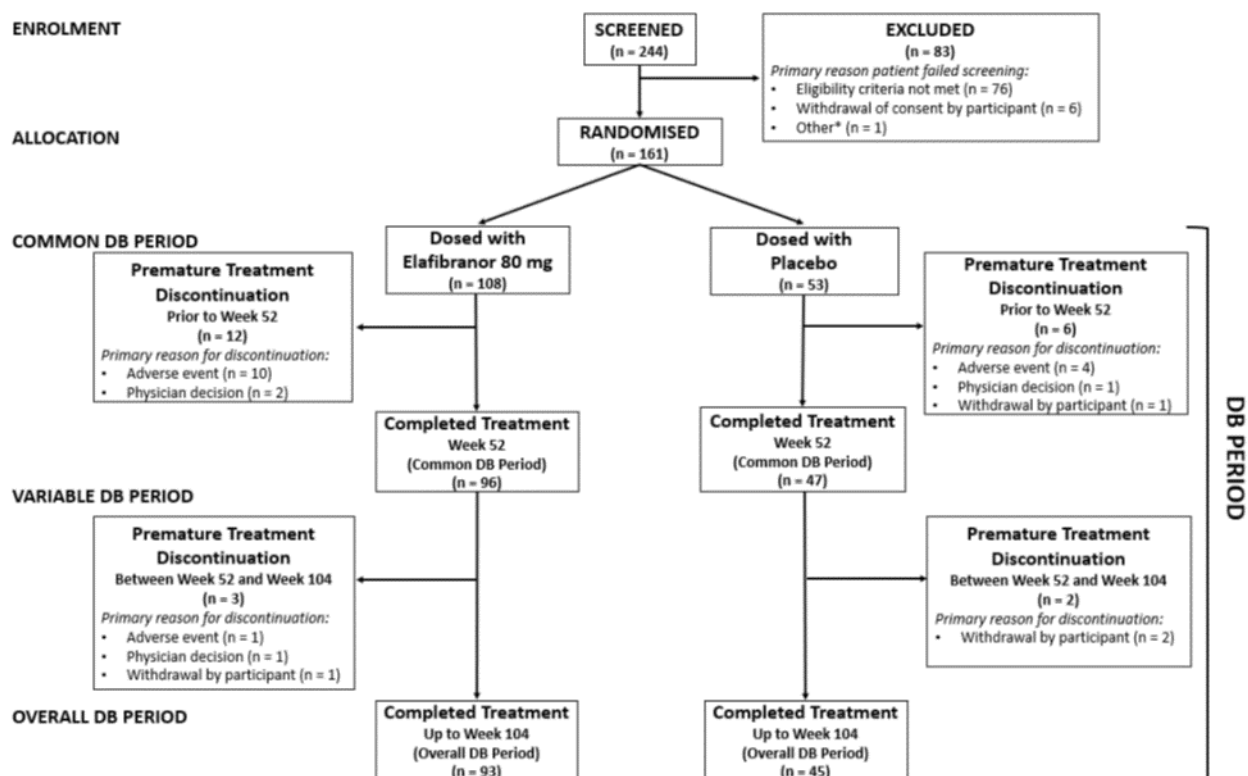 ENROLMENT
SCREENED
(n = 244)
EXCLUDED
(n = 83)
Primary reason patient failed screening:
• Eligibility criteria not met (n = 76)
• Withdrawal of consent by participant (n = 6)
• Other* (n = 1)
ALLOCATION
RANDOMISED
(n = 161)
COMMON DB PERIOD
Dosed with
Elafibranor 80 mg
(n = 108)
Dosed with
Placebo
(n = 53)
Premature Treatment
Discontinuation
Prior to Week 52
(n = 12)
Primary reason for discontinuation:
• Adverse event (n = 10)
• Physician decision (n = 2)
Premature Treatment
Discontinuation
Prior to Week 52
(n = 6)
Primary reason for discontinuation:
• Adverse event (n = 4)
• Physician decision (n = 1)
• Withdrawal by participant (n = 1)
Completed Treatment
Week 52
(Common DB Period)
(n = 96)
Completed Treatment
Week 52
(Common DB Period)
(n = 47)
DB PERIOD
VARIABLE DB PERIOD
Premature Treatment
Discontinuation
Between Week 52 and Week 104
(n = 3)
Primary reason for discontinuation:
• Adverse event (n = 1)
• Physician decision (n = 1)
• Withdrawal by participant (n = 1)
Premature Treatment
Discontinuation
Between Week 52 and Week 104
(n = 2)
Primary reason for discontinuation:
• Withdrawal by participant (n = 2)
OVERALL DB PERIOD
Completed Treatment
Up to Week 104
(Overall DB Period)
(n = 93)
Completed Treatment
Up to Week 104
(Overall DB Period)
(n = 45)